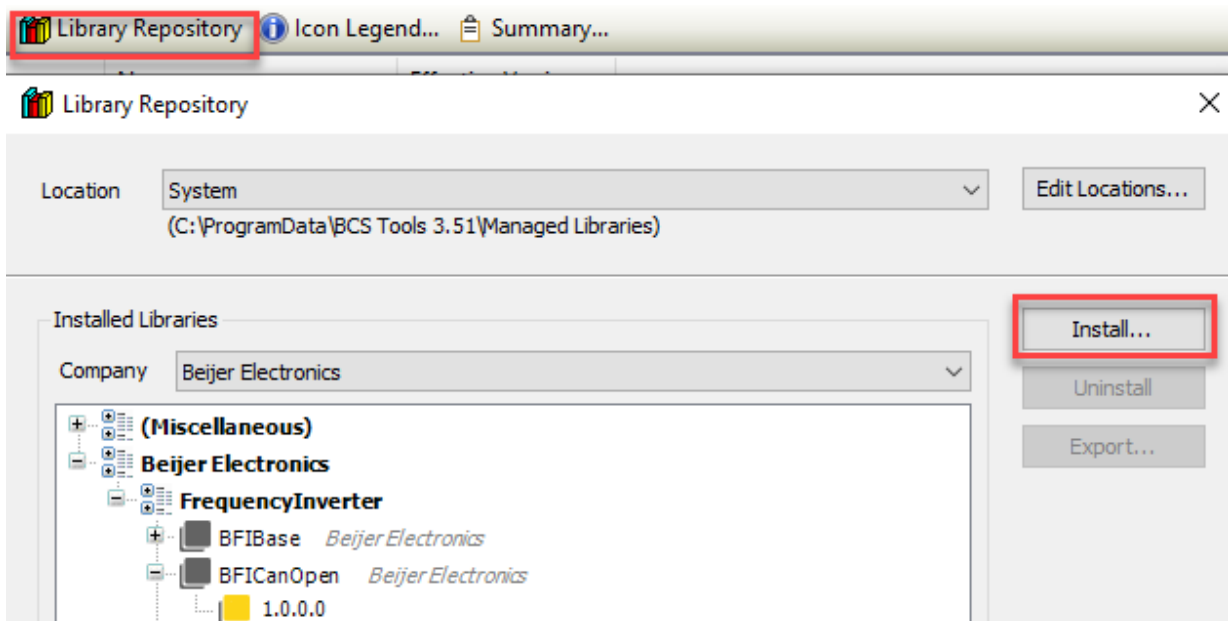 Library Repository Icon Legend... Summary...
Library Repository
Location System Edit Locations...
(C:\ProgramData\BCS Tools 3.51\Managed Libraries)
Installed Libraries
Install...
Company Beijer Electronics
Uninstall
(Miscellaneous)
Export...
Beijer Electronics
FrequencyInverter
BFIBase Beijer Electronics
BFICanOpen Beijer Electronics
1.0.0.0